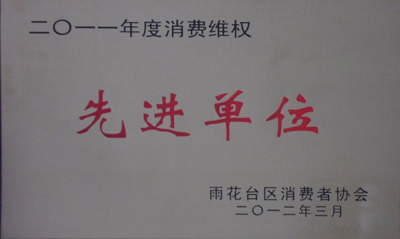 二〇一一年度消费维权
先进单位
雨花台区消费者协会
二〇一二年三月